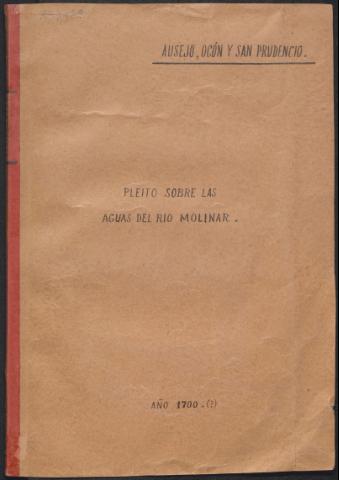 AUSEJO, OCÓN Y SAN PRUDENCIO.
PLEITO SOBRE LAS
AGUAS DEL RIO MOLINAR.
AÑO 1700.(?)